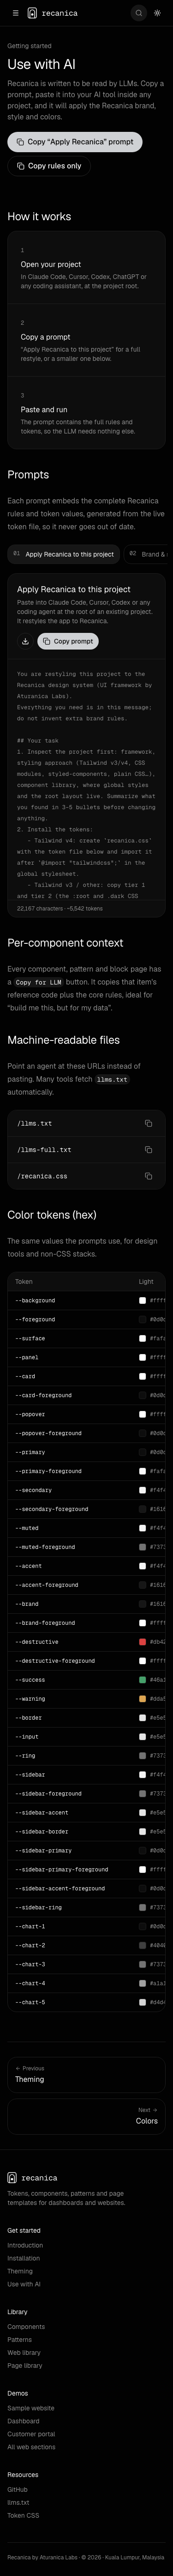 recanica
Getting started
Use with AI
Recanica is written to be read by LLMs. Copy a
prompt, paste it into your AI tool inside any
project, and it will apply the Recanica brand,
style and colors.
Copy "Apply Recanica" prompt
Copy rules only
How it works
1
Open your project
In Claude Code, Cursor, Codex, ChatGPT or
any coding assistant, at the project root.
2
Copy a prompt
"Apply Recanica to this project" for a full
restyle, or a smaller one below.
3
Paste and run
The prompt contains the full rules and
tokens, so the LLM needs nothing else.
Prompts
Each prompt embeds the complete Recanica
rules and token values, generated from the live
token file, so it never goes out of date.
01 Apply Recanica to this project
02 Brand &
Apply Recanica to this project
Paste into Claude Code, Cursor, Codex or any
coding agent at the root of an existing project.
It restyles the app to Recanica.
Copy prompt
You are restyling this project to the
Recanica design system (UI framework by
Aturanica Labs).
Everything you need is in this message;
do not invent extra brand rules.
## Your task
1. Inspect the project first: framework,
styling approach (Tailwind v3/v4, CSS
modules, styled-components, plain CSS…),
component library, where global styles
and the root layout live. Summarize what
you found in 3-5 bullets before changing
anything.
2. Install the tokens:
- Tailwind v4: create `recanica.css`
with the token file below and import it
after `@import "tailwindcss";` in the
global stylesheet.
- Tailwind v3 / other: copy tier 1
and tier 2 (the :root and .dark CSS
22,167 characters · ~5,542 tokens
Per-component context
Every component, pattern and block page has
a Copy for LLM button. It copies that item's
reference code plus the core rules, ideal for
"build me this, but for my data".
Machine-readable files
Point an agent at these URLs instead of
pasting. Many tools fetch llms.txt
automatically.
/llms.txt
/llms-full.txt
/recanica.css
Color tokens (hex)
The same values the prompts use, for design
tools and non-CSS stacks.
Token Light
--background
--foreground
--surface
--panel
--card
--card-foreground
--popover
--popover-foreground
--primary
--primary-foreground
--secondary
--secondary-foreground
--muted
--muted-foreground
--accent
--accent-foreground
--brand
--brand-foreground
--destructive
--destructive-foreground
--success
--warning
--border
--input
--ring
--sidebar
--sidebar-foreground
--sidebar-accent
--sidebar-border
--sidebar-primary
--sidebar-primary-foreground
--sidebar-accent-foreground
--sidebar-ring
--chart-1
--chart-2
--chart-3
--chart-4
--chart-5
← Previous
Theming
Next →
Colors
recanica
Tokens, components, patterns and page
templates for dashboards and websites.
Get started
Introduction
Installation
Theming
Use with AI
Library
Components
Patterns
Web library
Page library
Demos
Sample website
Dashboard
Customer portal
All web sections
Resources
GitHub
llms.txt
Token CSS
Recanica by Aturanica Labs · © 2026 · Kuala Lumpur, Malaysia